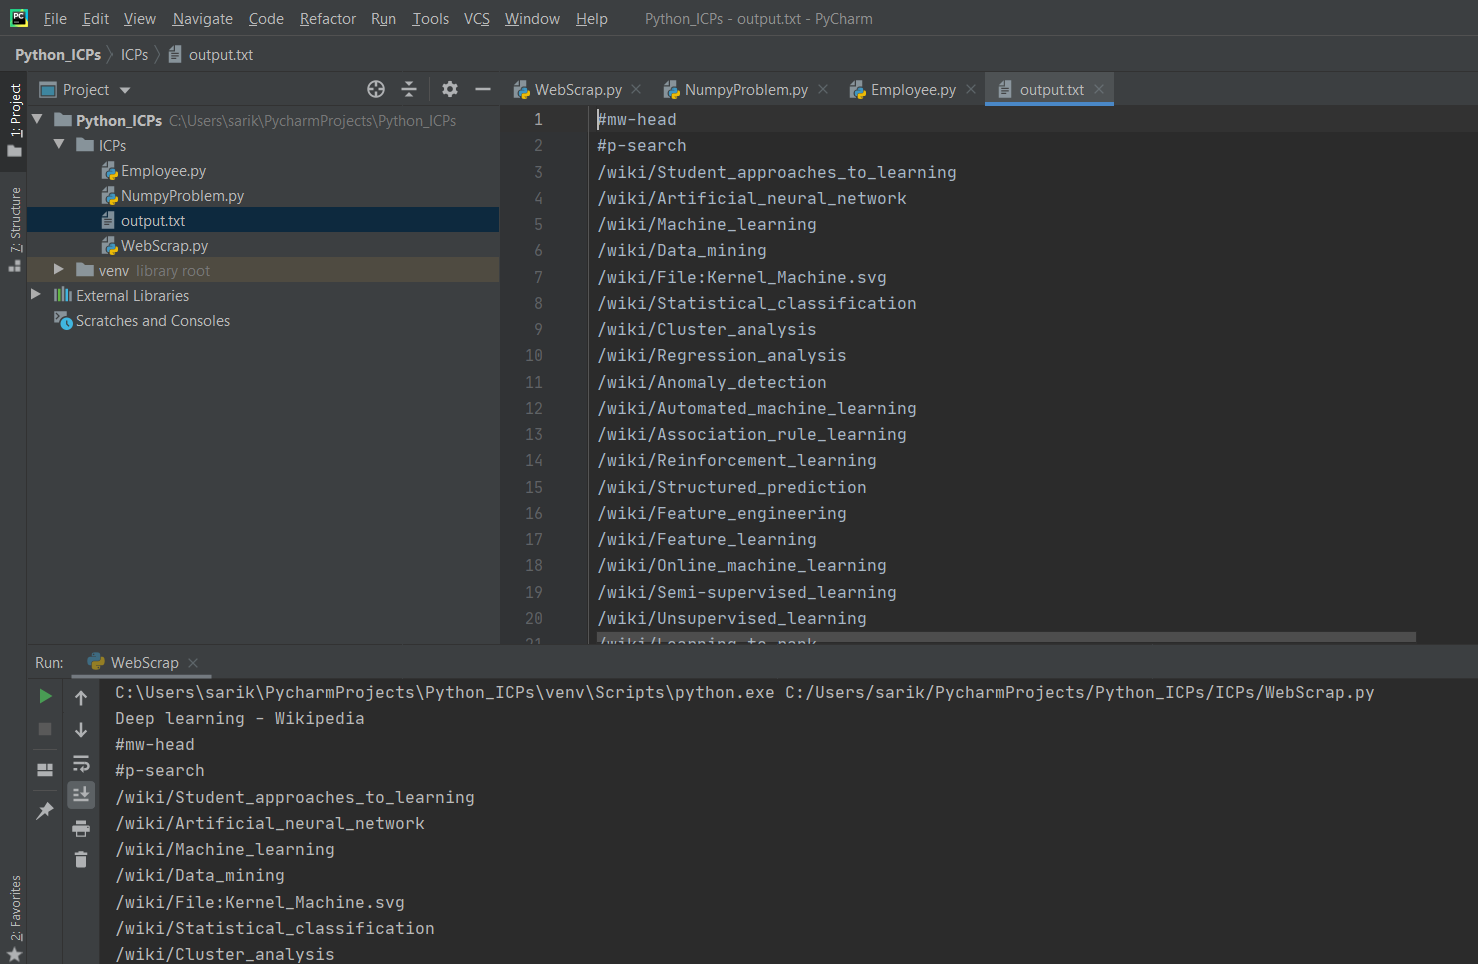 PC File Edit View Navigate Code Refactor Run Tools VCS Window Help Python_ICPs - output.txt - PyCharm
Python_ICPs ICPs output.txt
1: Project
7: Structure
2: Favorites
Project
Python_ICPs C:\Users\sarik\PycharmProjects\Python_ICPs
ICPs
Employee.py
NumpyProblem.py
output.txt
WebScrap.py
venv library root
External Libraries
Scratches and Consoles
WebScrap.py NumpyProblem.py Employee.py output.txt
1 #mw-head
2 #p-search
3 /wiki/Student_approaches_to_learning
4 /wiki/Artificial_neural_network
5 /wiki/Machine_learning
6 /wiki/Data_mining
7 /wiki/File:Kernel_Machine.svg
8 /wiki/Statistical_classification
9 /wiki/Cluster_analysis
10 /wiki/Regression_analysis
11 /wiki/Anomaly_detection
12 /wiki/Automated_machine_learning
13 /wiki/Association_rule_learning
14 /wiki/Reinforcement_learning
15 /wiki/Structured_prediction
16 /wiki/Feature_engineering
17 /wiki/Feature_learning
18 /wiki/Online_machine_learning
19 /wiki/Semi-supervised_learning
20 /wiki/Unsupervised_learning
21 /wiki/Learning_to_rank
Run: WebScrap
C:\Users\sarik\PycharmProjects\Python_ICPs\venv\Scripts\python.exe C:/Users/sarik/PycharmProjects/Python_ICPs/ICPs/WebScrap.py
Deep learning - Wikipedia
#mw-head
#p-search
/wiki/Student_approaches_to_learning
/wiki/Artificial_neural_network
/wiki/Machine_learning
/wiki/Data_mining
/wiki/File:Kernel_Machine.svg
/wiki/Statistical_classification
/wiki/Cluster_analysis